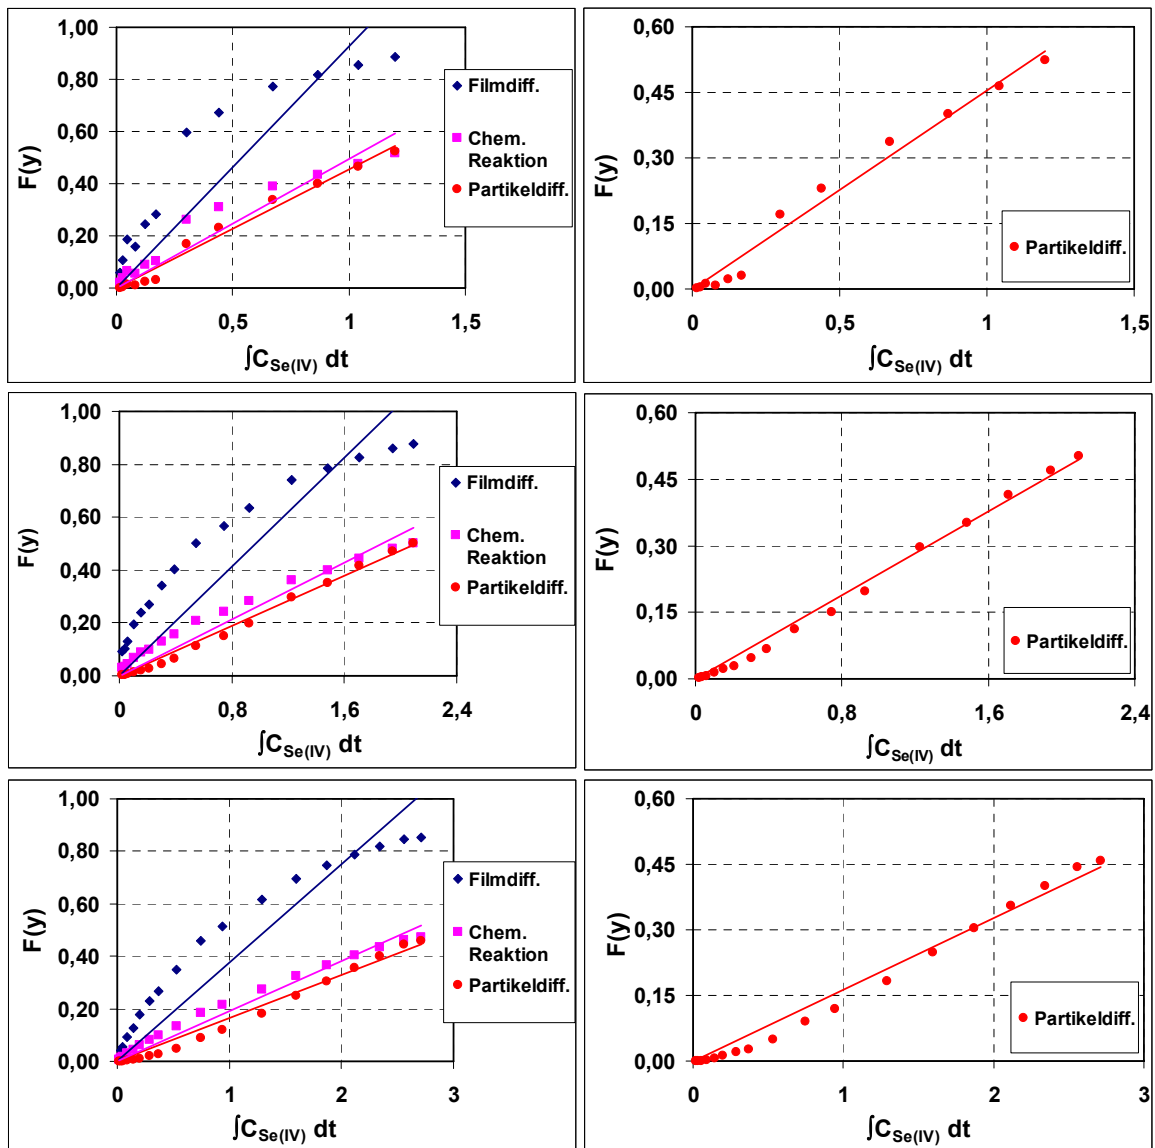 1,00
0,80
0,60
0,40
0,20
0,00
F(y)
0
0,5
1
1,5
∫C Se(IV) dt
Filmdiff.
Chem.
Reaktion
Partikeldiff.
0,60
0,45
0,30
0,15
0,00
F(y)
0
0,5
1
1,5
∫C Se(IV) dt
Partikeldiff.
1,00
0,80
0,60
0,40
0,20
0,00
F(y)
0
0,8
1,6
2,4
∫C Se(IV) dt
Filmdiff.
Chem.
Reaktion
Partikeldiff.
0,60
0,45
0,30
0,15
0,00
F(y)
0
0,8
1,6
2,4
∫C Se(IV) dt
Partikeldiff.
1,00
0,80
0,60
0,40
0,20
0,00
F(y)
0
1
2
3
∫C Se(IV) dt
Filmdiff.
Chem.
Reaktion
Partikeldiff.
0,60
0,45
0,30
0,15
0,00
F(y)
0
1
2
3
∫C Se(IV) dt
Partikeldiff.